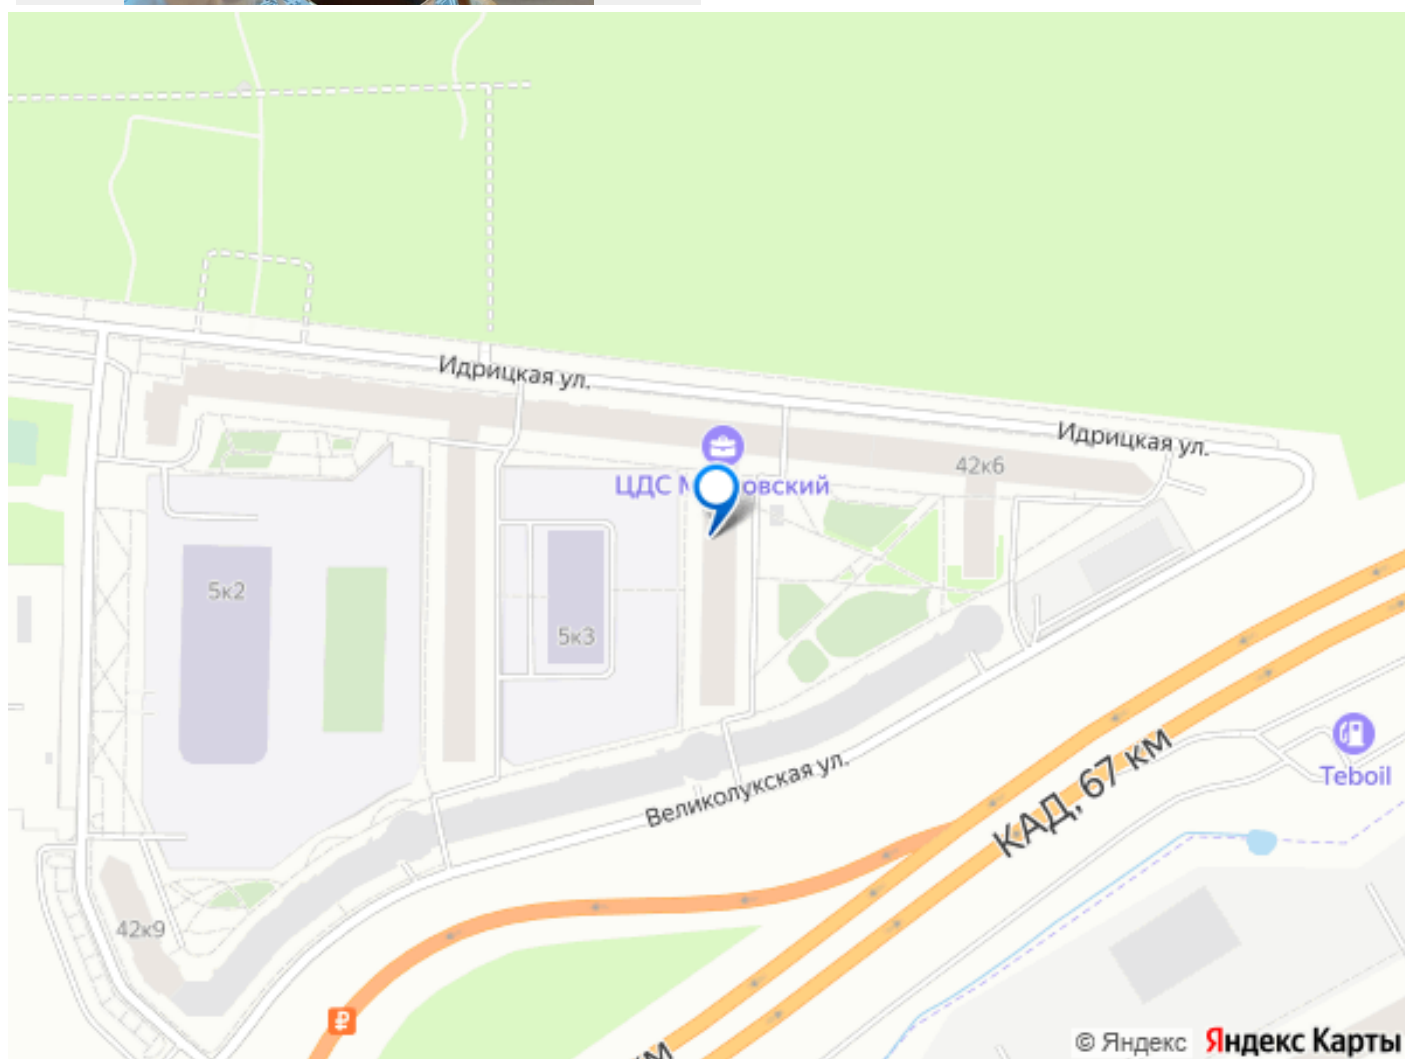 Идрицкая ул.
Идрицкая ул.
42к6
ЦДС М овский
5к2
5к3
Великолукская ул.
КАД, 67 км
Teboil
42к9
₽
км
© Яндекс Яндекс Карты